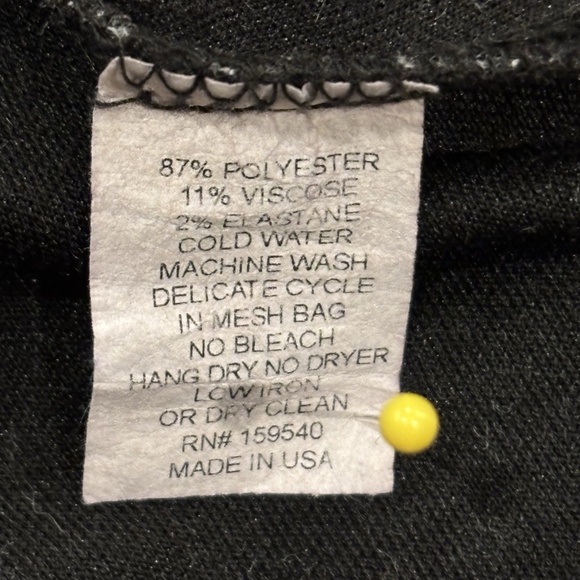 87% POLYESTER
11% VISCOSE
2% ELASTANE
COLD WATER
MACHINE WASH
DELICATE CYCLE
IN MESH BAG
NO BLEACH
HANG DRY NO DRYER
LOW IRON
OR DRY CLEAN
RN# 159540
MADE IN USA